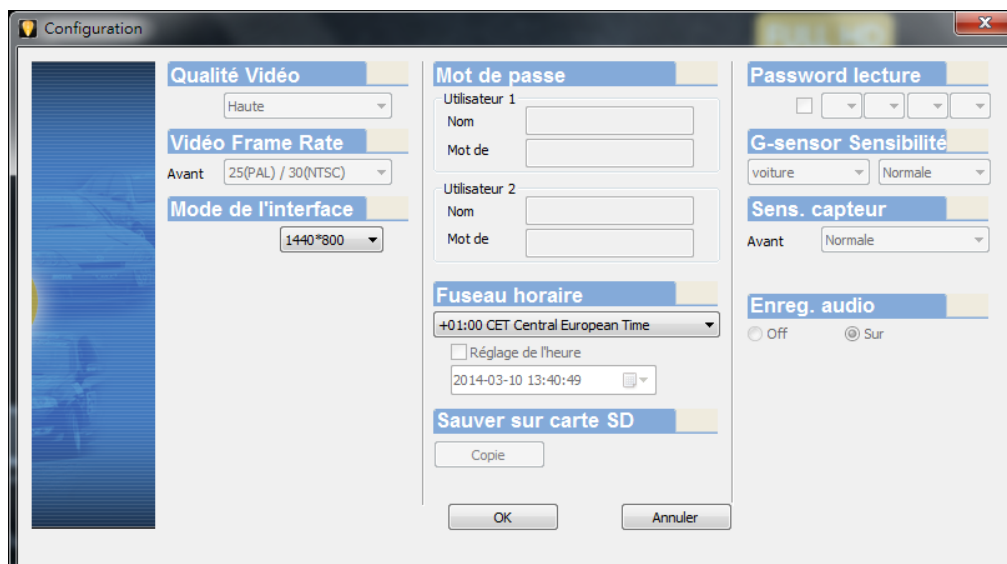 Configuration
FULL HD
Qualité Vidéo
Haute
Vidéo Frame Rate
Avant 25(PAL) / 30(NTSC)
Mode de l'interface
1440*800
Mot de passe
Utilisateur 1
Nom
Mot de
Utilisateur 2
Nom
Mot de
Fuseau horaire
+01:00 CET Central European Time
Réglage de l'heure
2014-03-10 13:40:49
Sauver sur carte SD
Copie
OK Annuler
Password lecture
G-sensor Sensibilité
voiture Normale
Sens. capteur
Avant Normale
Enreg. audio
Off Sur